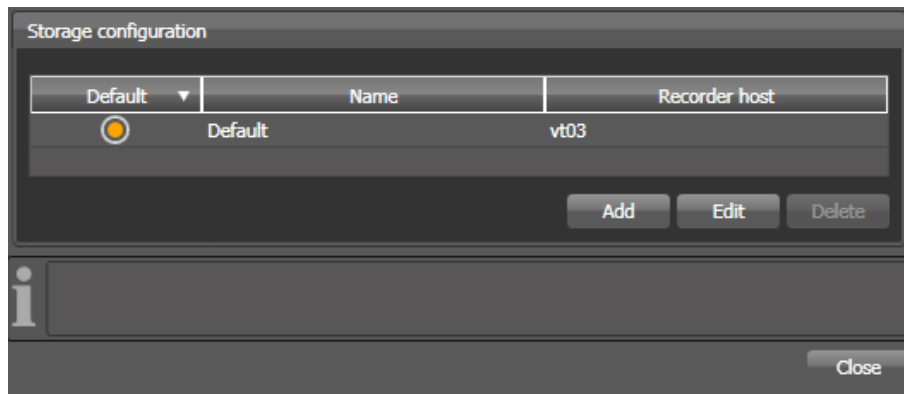 Storage configuration
Default Name Recorder host
Default vt03
Add Edit Delete
Close